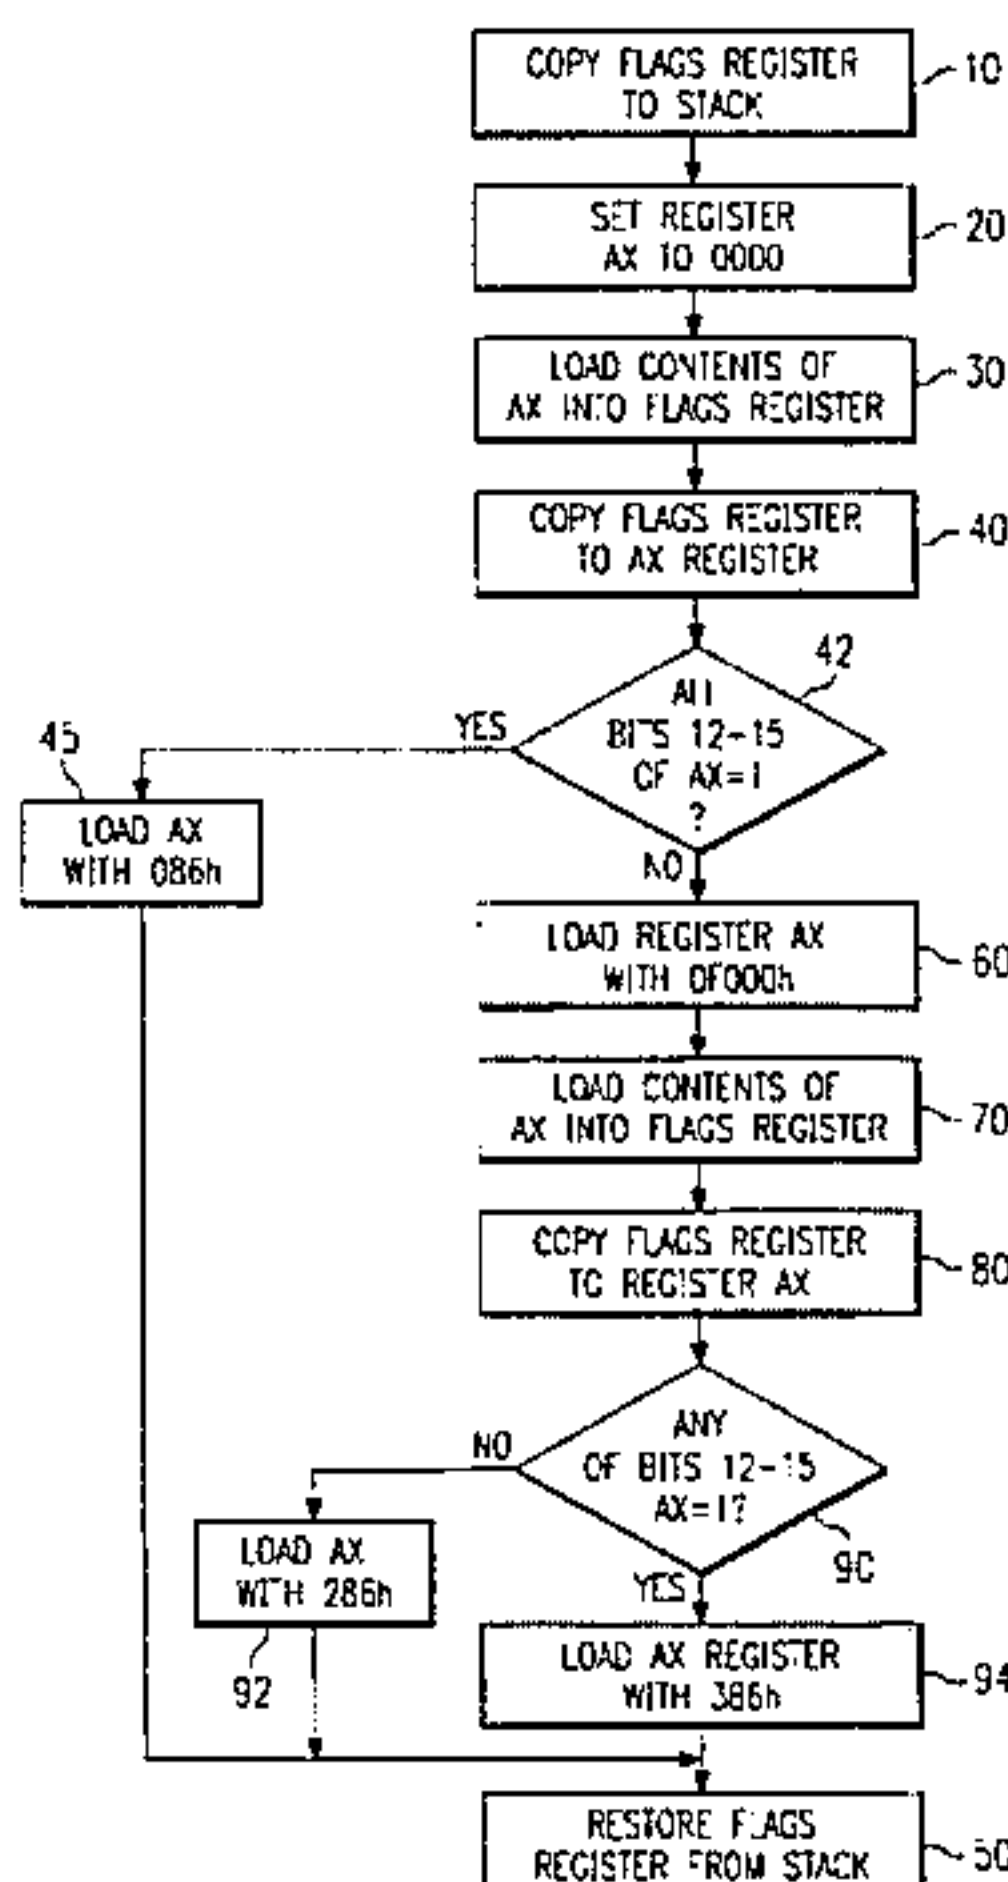 COPY FLAGS REGISTER
TO STACK
10
SET REGISTER
AX TO 0000
20
LOAD CONTENTS OF
AX INTO FLAGS REGISTER
30
COPY FLAGS REGISTER
TO AX REGISTER
40
42
ALL
BITS 12-15
OF AX=1
?
YES
45
LOAD AX
WITH 086h
NO
LOAD REGISTER AX
WITH 0F000h
60
LOAD CONTENTS OF
AX INTO FLAGS REGISTER
70
COPY FLAGS REGISTER
TO REGISTER AX
80
ANY
OF BITS 12-15
AX=1?
90
NO
LOAD AX
WITH 286h
92
YES
LOAD AX REGISTER
WITH 386h
94
RESTORE FLAGS
REGISTER FROM STACK
50